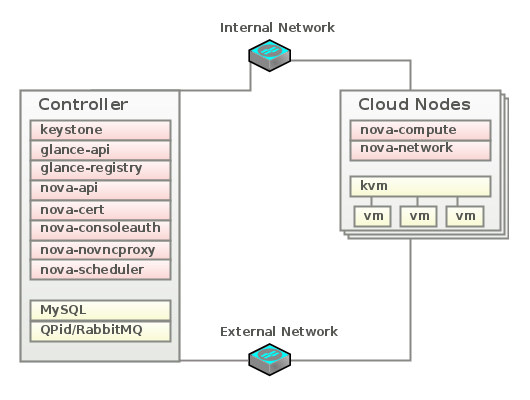 Internal Network
Controller
keystone
glance-api
glance-registry
nova-api
nova-cert
nova-consoleauth
nova-novncproxy
nova-scheduler
MySQL
QPid/RabbitMQ
Cloud Nodes
nova-compute
nova-network
kvm
vm vm vm
External Network